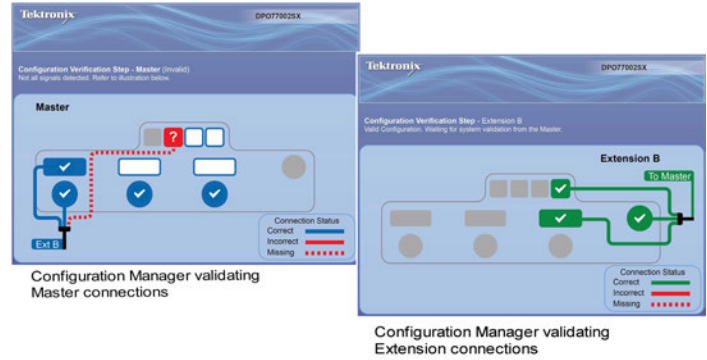 Tektronix
DPO77002SX
Configuration Verification Step - Master (Invalid)
Not all signals detected. Refer to illustration below.
Master
?
Ext B
Connection Status
Correct
Incorrect
Missing
Configuration Manager validating
Master connections
Tektronix
DPO77002SX
Configuration Verification Step - Extension B
Valid Configuration. Waiting for system validation from the Master.
Extension B
To Master
Connection Status
Correct
Incorrect
Missing
Configuration Manager validating
Extension connections